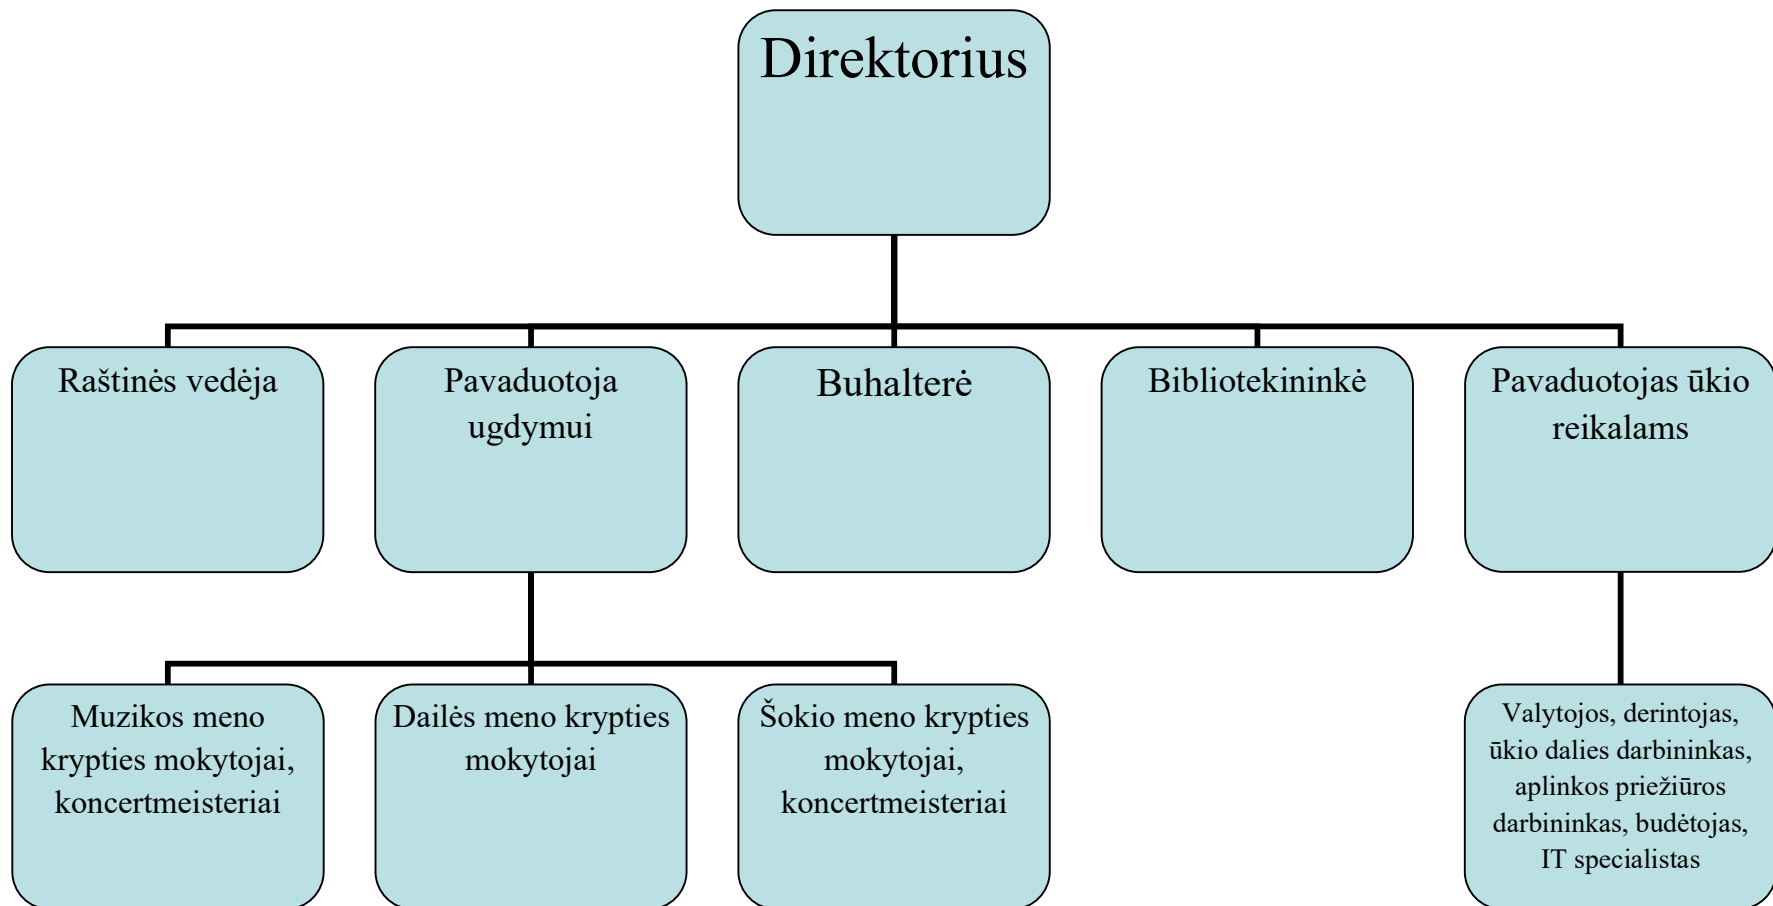 Direktorius
Raštinės vedėja
Pavaduotoja
ugdymui
Buhalterė
Bibliotekininkė
Pavaduotojas ūkio
reikalams
Muzikos meno
krypties mokytojai,
koncertmeisteriai
Dailės meno krypties
mokytojai
Šokio meno krypties
mokytojai,
koncertmeisteriai
Valytojos, derintojas,
ūkio dalies darbininkas,
aplinkos priežiūros
darbininkas, budėtojas,
IT specialistas